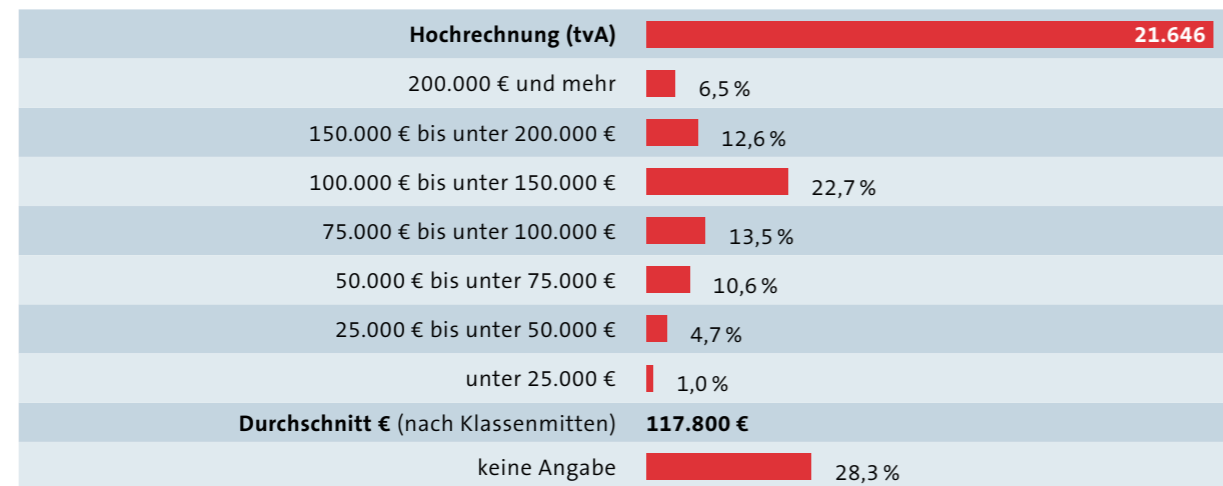 Hochrechnung (tvA) 21.646
200.000 € und mehr 6,5 %
150.000 € bis unter 200.000 € 12,6 %
100.000 € bis unter 150.000 € 22,7 %
75.000 € bis unter 100.000 € 13,5 %
50.000 € bis unter 75.000 € 10,6 %
25.000 € bis unter 50.000 € 4,7 %
unter 25.000 € 1,0 %
Durchschnitt € (nach Klassenmitten) 117.800 €
keine Angabe 28,3 %